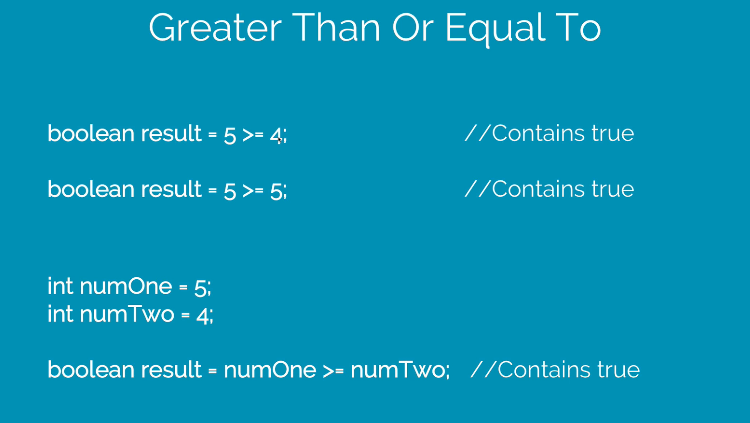 Greater Than Or Equal To
boolean result = 5 >= 4; //Contains true
boolean result = 5 >= 5; //Contains true
int numOne = 5;
int numTwo = 4;
boolean result = numOne >= numTwo; //Contains true